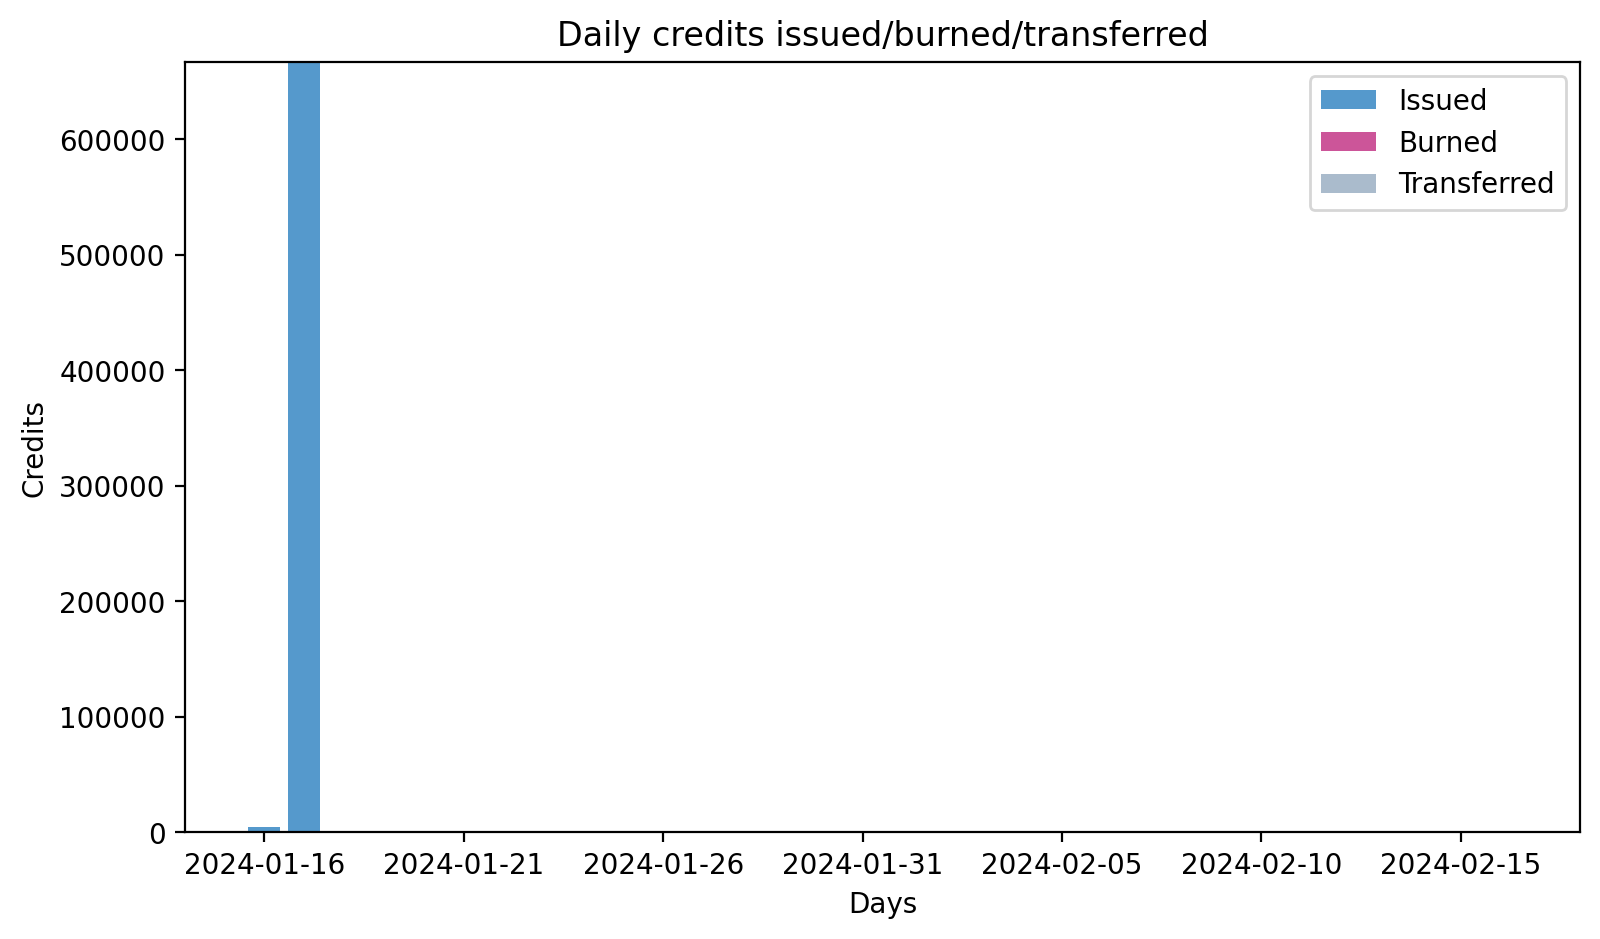 Daily credits issued/burned/transferred
Issued
Burned
Transferred
600000
500000
400000
300000
200000
100000
0
Credits
2024-01-16
2024-01-21
2024-01-26
2024-01-31
2024-02-05
2024-02-10
2024-02-15
Days